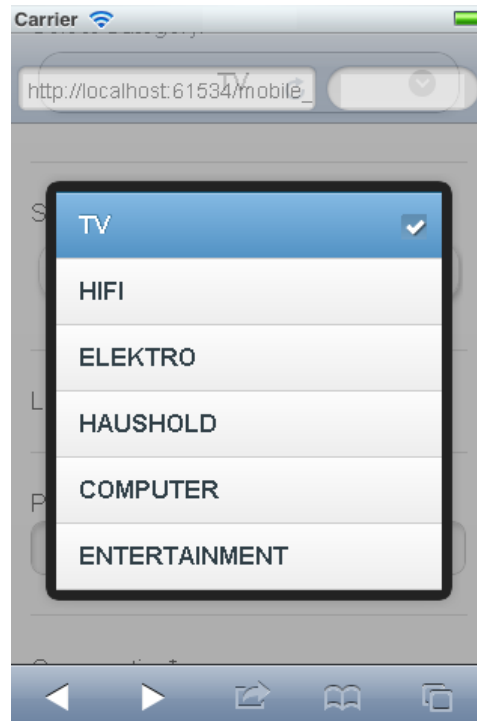 Carrier
TV
http://localhost:61534/mobile_
S
TV
HIFI
ELEKTRO
HAUSHOLD
L
COMPUTER
P
ENTERTAINMENT